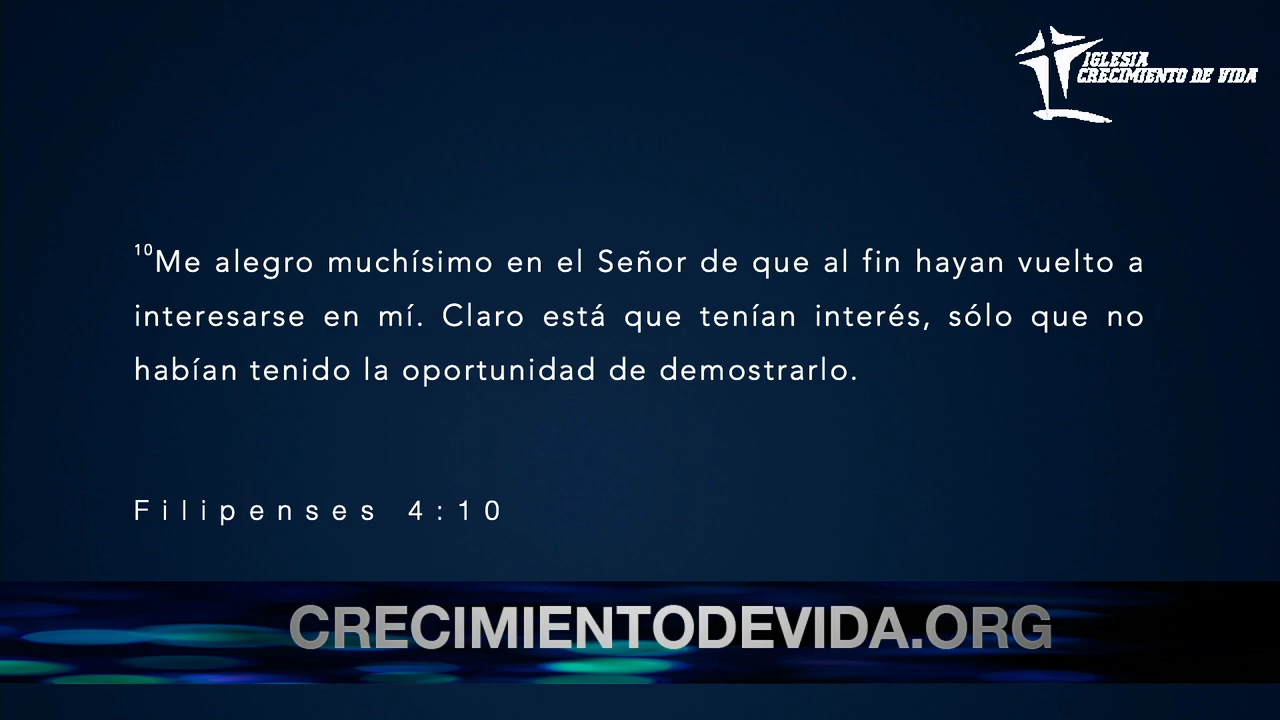 IGLESIA
CRECIMIENTO DE VIDA
¹⁰Me alegro muchísimo en el Señor de que al fin hayan vuelto a
interesarse en mí. Claro está que tenían interés, sólo que no
habían tenido la oportunidad de demostrarlo.
Filipenses 4:10
CRECIMIENTODEVIDA.ORG